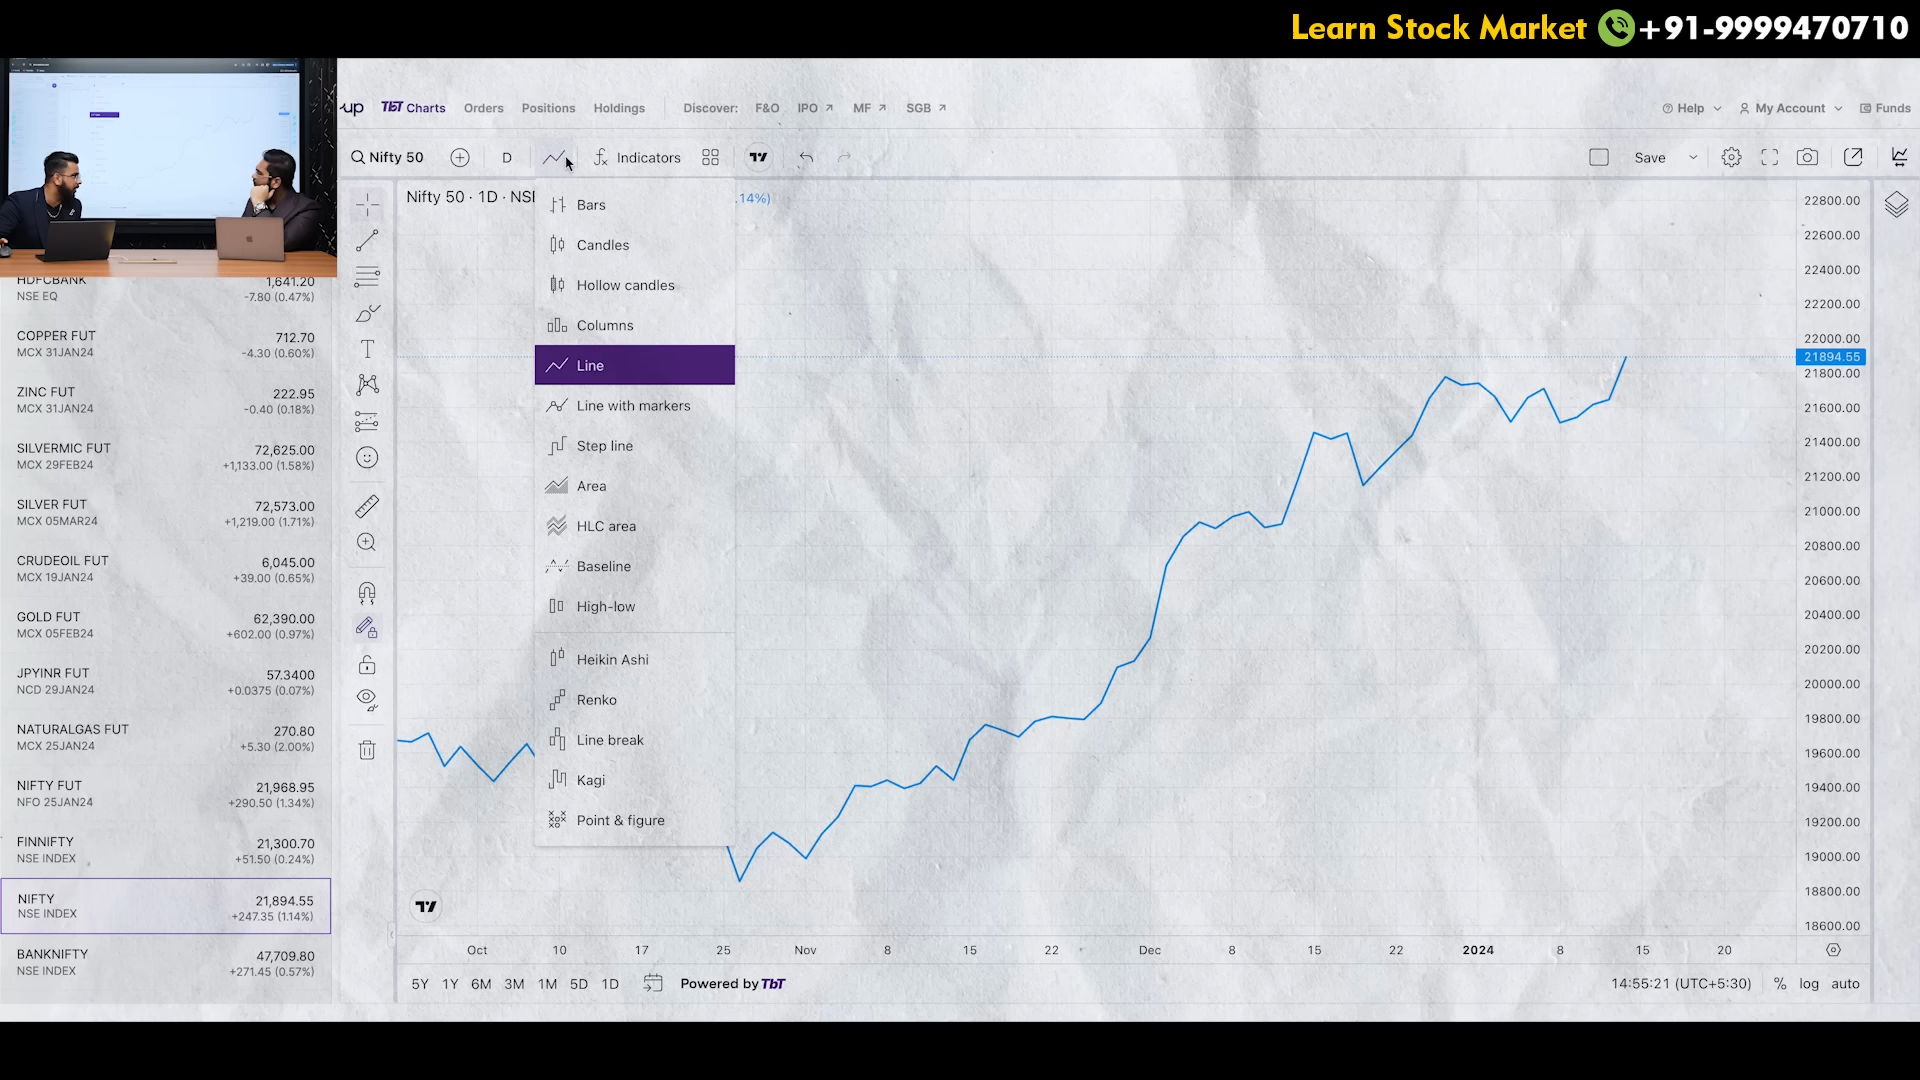 Learn Stock Market +91-9999470710
up TbT Charts Orders Positions Holdings Discover: F&O IPO MF SGB Help My Account Funds
Nifty 50 D Indicators Save
Nifty 50 · 1D · NSE .14%)
Bars
Candles
Hollow candles
Columns
Line
Line with markers
Step line
Area
HLC area
Baseline
High-low
Heikin Ashi
Renko
Line break
Kagi
Point & figure
HDFCBANK 1,641.20
NSE EQ -7.80 (0.47%)
COPPER FUT 712.70
MCX 31JAN24 -4.30 (0.60%)
ZINC FUT 222.95
MCX 31JAN24 -0.40 (0.18%)
SILVERMIC FUT 72,625.00
MCX 29FEB24 +1,133.00 (1.58%)
SILVER FUT 72,573.00
MCX 05MAR24 +1,219.00 (1.71%)
CRUDEOIL FUT 6,045.00
MCX 19JAN24 +39.00 (0.65%)
GOLD FUT 62,390.00
MCX 05FEB24 +602.00 (0.97%)
JPYINR FUT 57.3400
NCD 29JAN24 +0.0375 (0.07%)
NATURALGAS FUT 270.80
MCX 25JAN24 +5.30 (2.00%)
NIFTY FUT 21,968.95
NFO 25JAN24 +290.50 (1.34%)
FINNIFTY 21,300.70
NSE INDEX +51.50 (0.24%)
NIFTY 21,894.55
NSE INDEX +247.35 (1.14%)
BANKNIFTY 47,709.80
NSE INDEX +271.45 (0.57%)
22800.00
22600.00
22400.00
22200.00
22000.00
21894.55
21800.00
21600.00
21400.00
21200.00
21000.00
20800.00
20600.00
20400.00
20200.00
20000.00
19800.00
19600.00
19400.00
19200.00
19000.00
18800.00
18600.00
Oct 10 17 25 Nov 8 15 22 Dec 8 15 22 2024 8 15 20
5Y 1Y 6M 3M 1M 5D 1D Powered by TbT 14:55:21 (UTC+5:30) % log auto